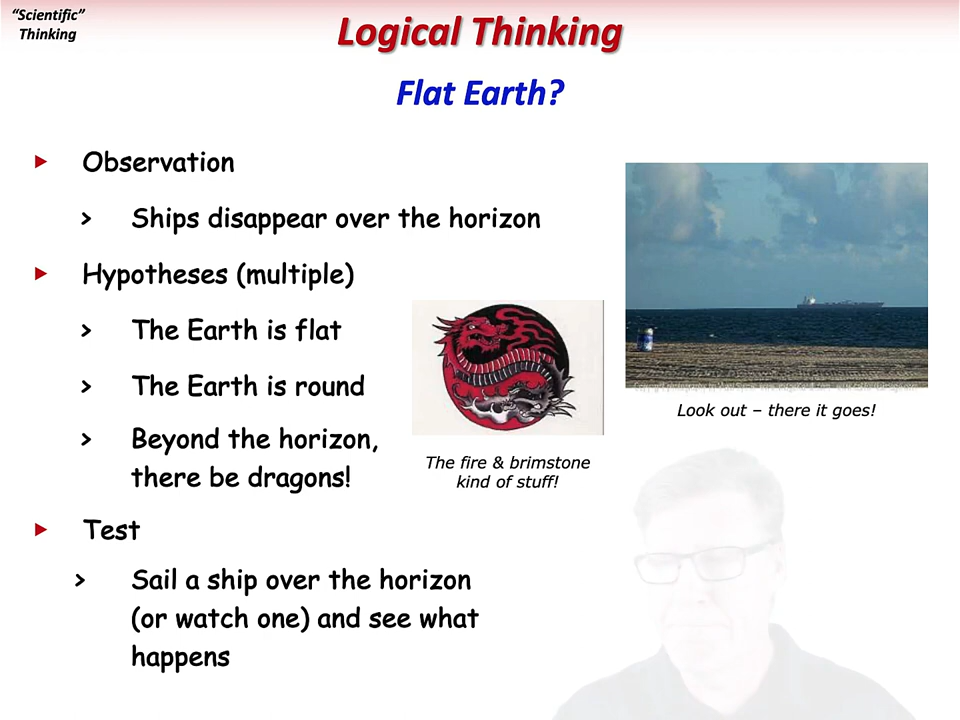 “Scientific”
Thinking
Logical Thinking
Flat Earth?
Observation
> Ships disappear over the horizon
Hypotheses (multiple)
> The Earth is flat
> The Earth is round
> Beyond the horizon,
there be dragons!
The fire & brimstone
kind of stuff!
Look out – there it goes!
Test
> Sail a ship over the horizon
(or watch one) and see what
happens